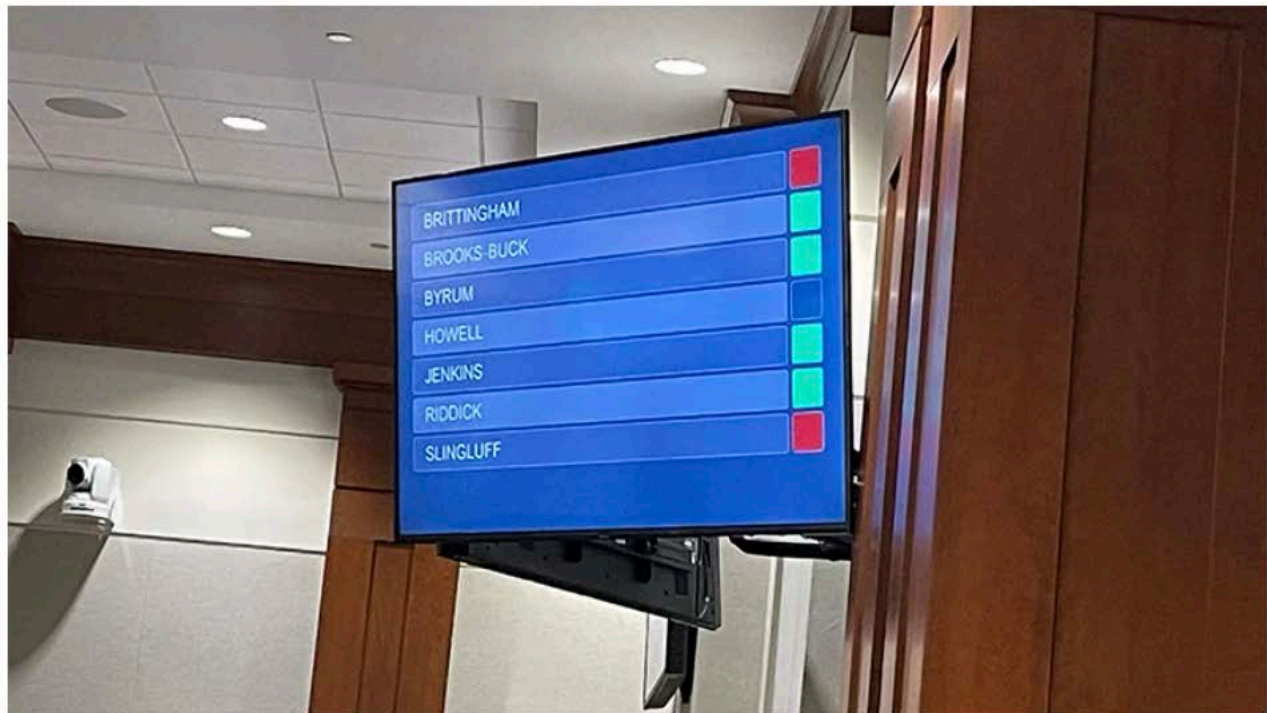 BRITTINGHAM
BROOKS-BUCK
BYRUM
HOWELL
JENKINS
RIDDICK
SLINGLUFF